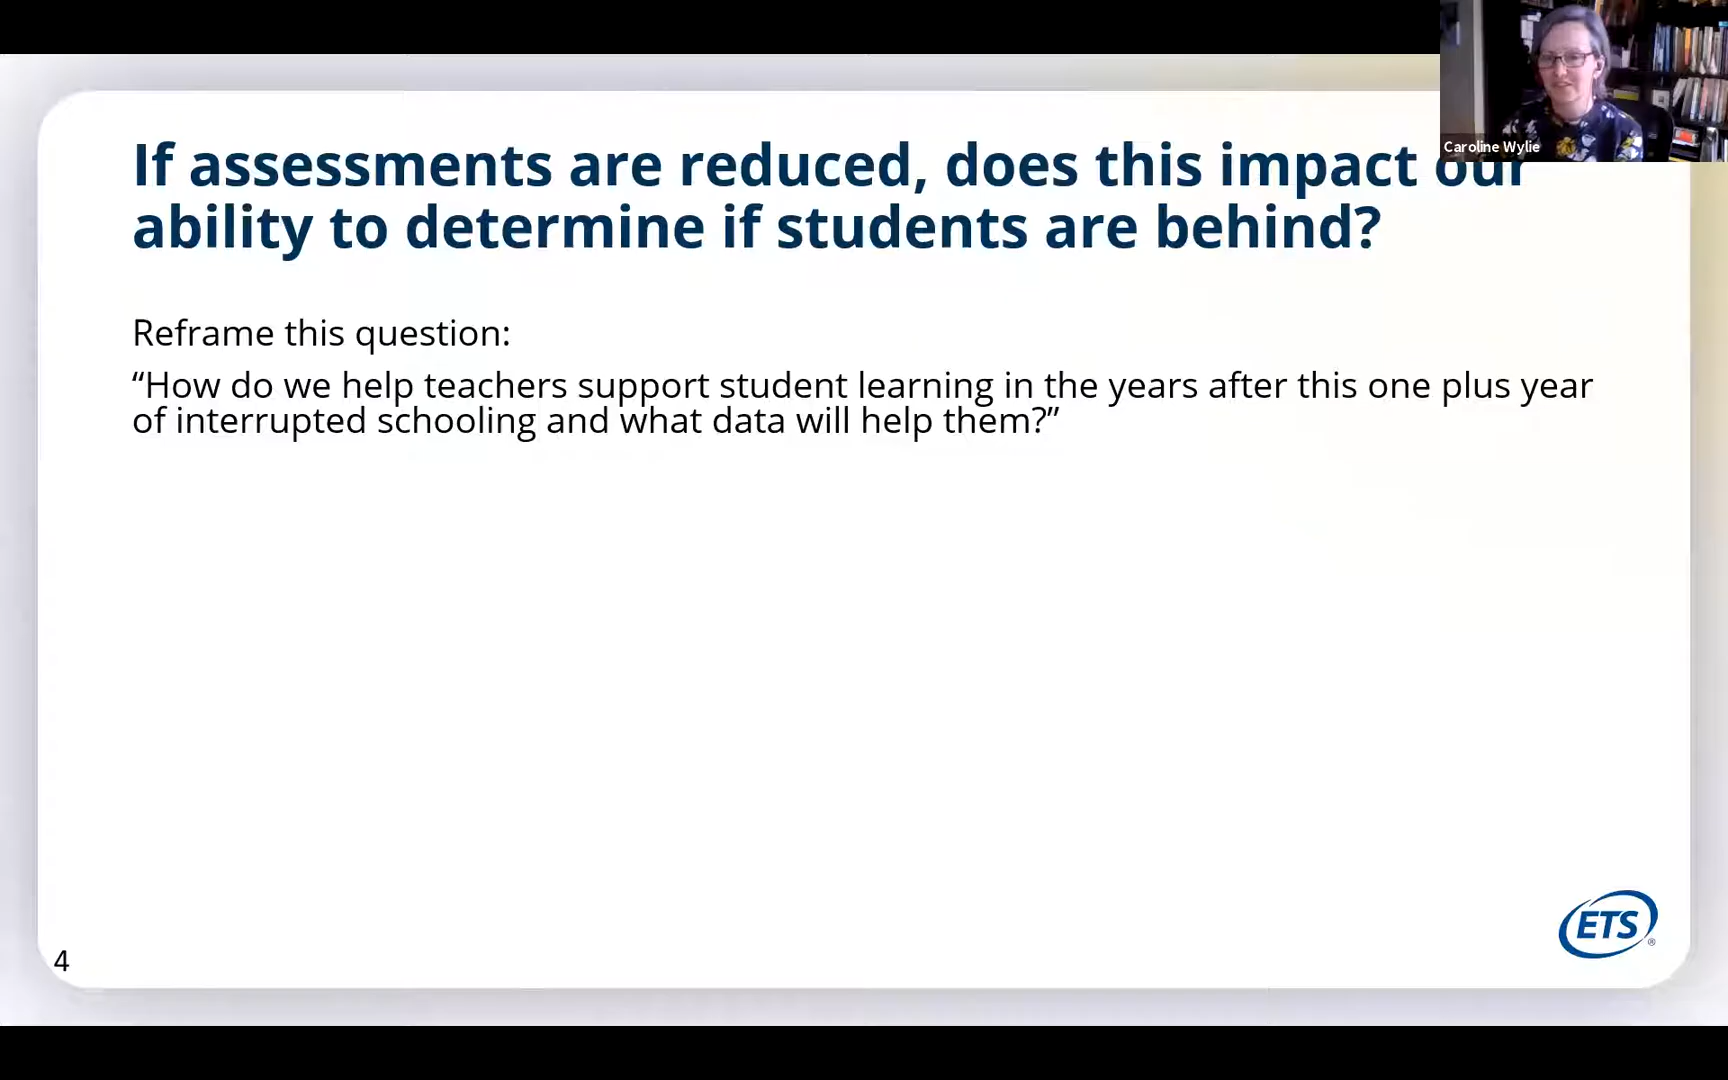 Caroline Wylie
If assessments are reduced, does this impact our
ability to determine if students are behind?
Reframe this question:
“How do we help teachers support student learning in the years after this one plus year
of interrupted schooling and what data will help them?”
ETS®
4